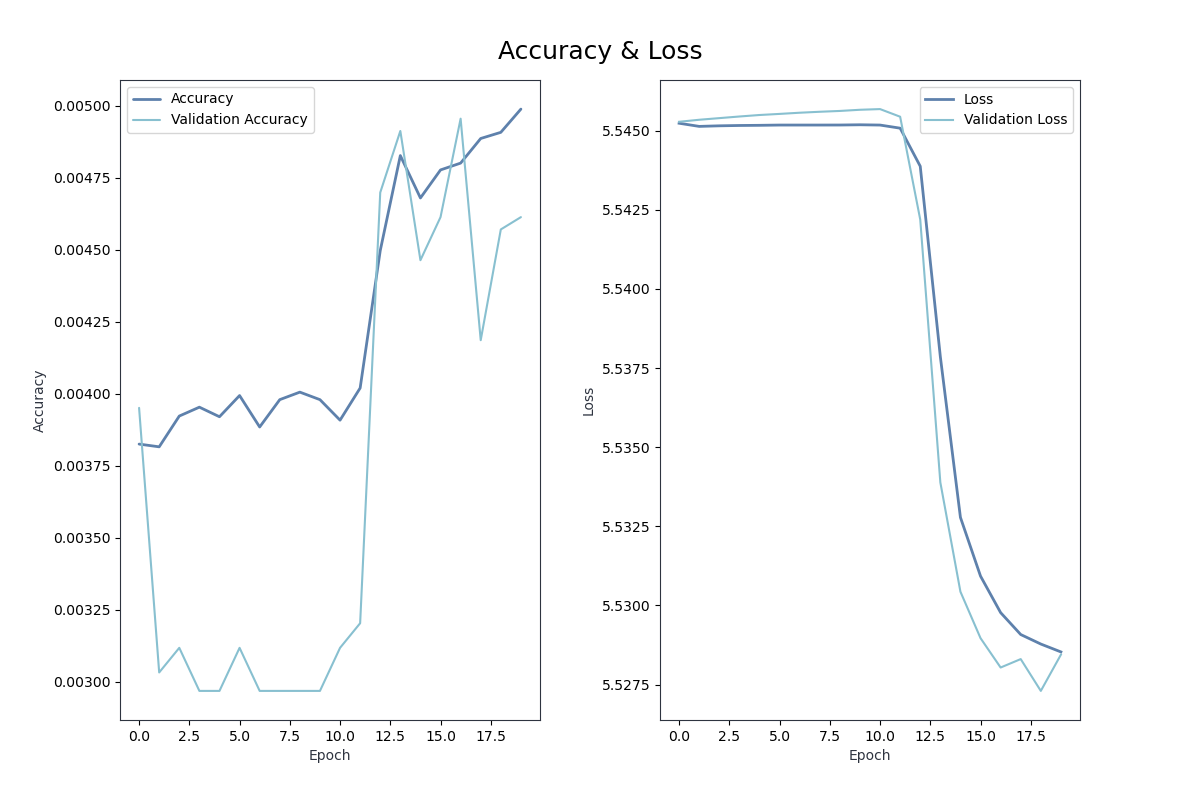 Accuracy & Loss
Accuracy
Validation Accuracy
0.00500
0.00475
0.00450
0.00425
0.00400
0.00375
0.00350
0.00325
0.00300
Accuracy
0.0 2.5 5.0 7.5 10.0 12.5 15.0 17.5
Epoch
Loss
Validation Loss
5.5450
5.5425
5.5400
5.5375
5.5350
5.5325
5.5300
5.5275
Loss
0.0 2.5 5.0 7.5 10.0 12.5 15.0 17.5
Epoch